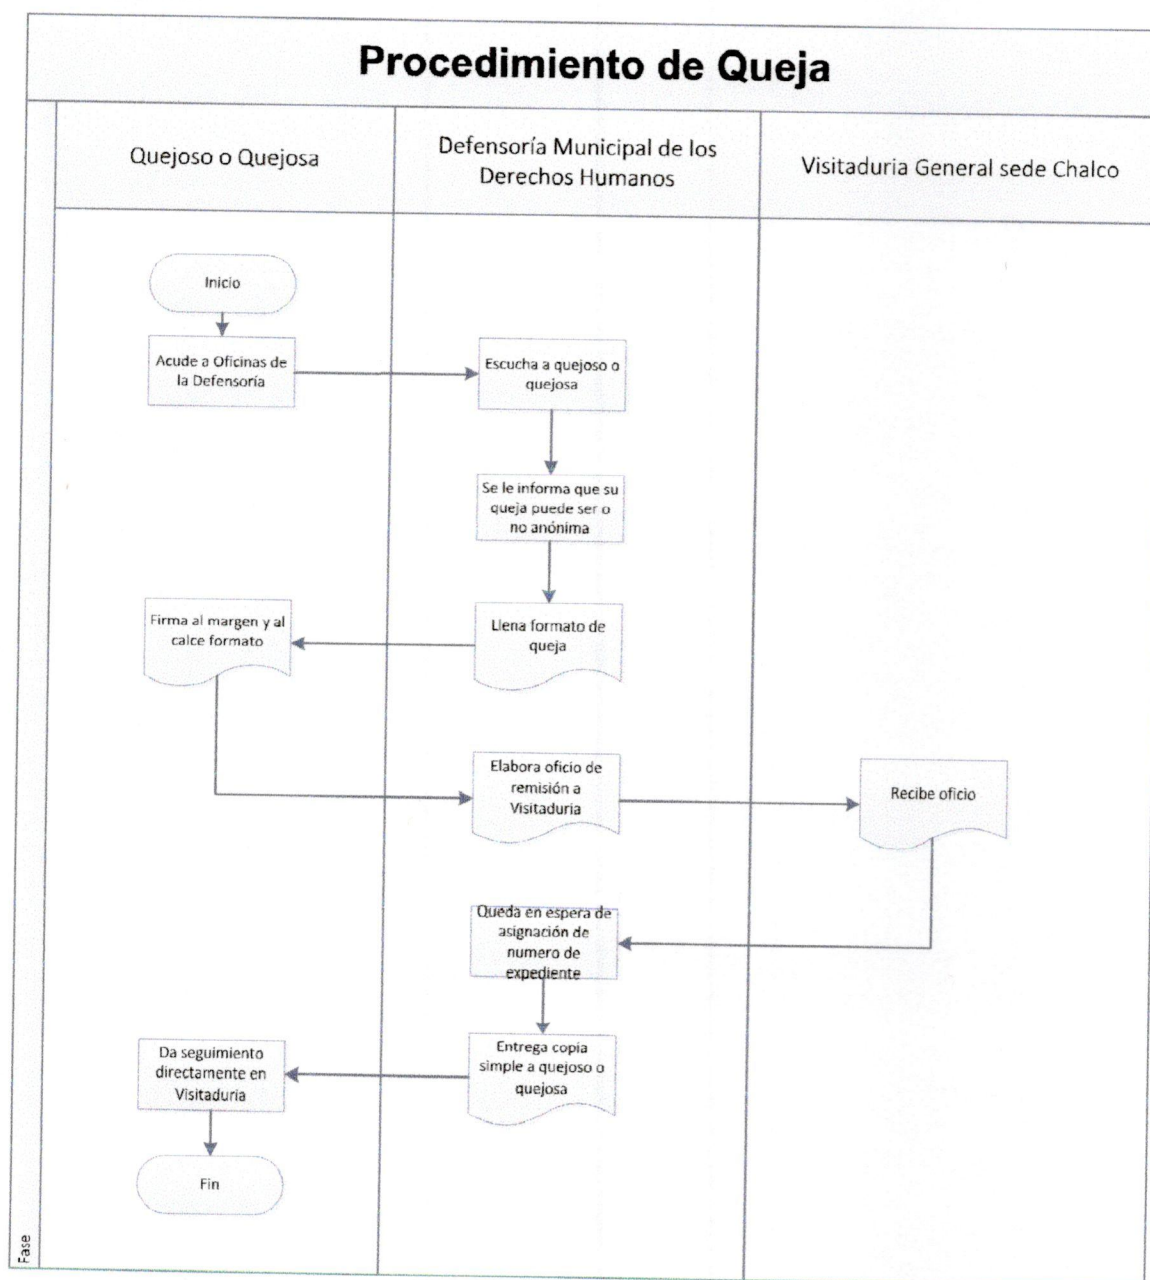 Procedimiento de Queja
Quejoso o Quejosa
Defensoría Municipal de los
Derechos Humanos
Visitaduria General sede Chalco
Inicio
Acude a Oficinas de
la Defensoría
Escucha a quejoso o
quejosa
Se le informa que su
queja puede ser o
no anónima
Llena formato de
queja
Firma al margen y al
calce formato
Elabora oficio de
remisión a
Visitaduria
Recibe oficio
Queda en espera de
asignación de
numero de
expediente
Entrega copia
simple a quejoso o
quejosa
Da seguimiento
directamente en
Visitaduria
Fin
Fase